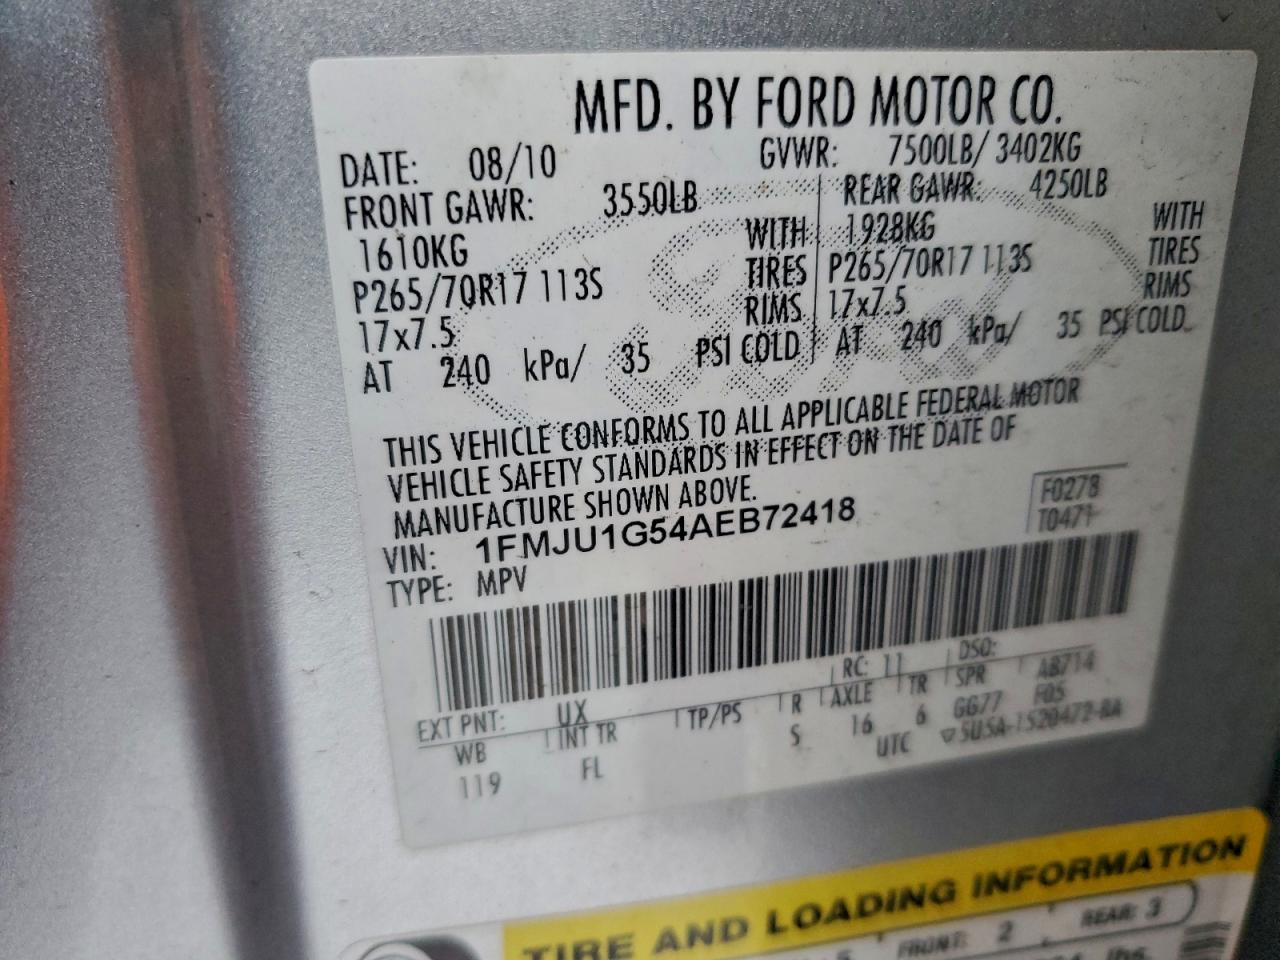 MFD. BY FORD MOTOR CO.
DATE: 08/10 GVWR: 7500LB/ 3402KG
FRONT GAWR: 3550LB REAR GAWR: 4250LB
1610KG WITH 1928KG WITH
P265/70R17 113S TIRES P265/70R17 113S TIRES
17x7.5 RIMS 17x7.5 RIMS
AT 240 kPa/ 35 PSI COLD AT 240 kPa/ 35 PSI COLD
THIS VEHICLE CONFORMS TO ALL APPLICABLE FEDERAL MOTOR
VEHICLE SAFETY STANDARDS IN EFFECT ON THE DATE OF
MANUFACTURE SHOWN ABOVE.
F0278
VIN: 1FMJU1G54AEB72418 T0471
TYPE: MPV
EXT PNT: UX RC: 11 DSO:
WB INT TR TP/PS R AXLE TR SPR AB714
119 FL S 16 6 GG77 F05
UTC 5U5A-1520472-BA
TIRE AND LOADING INFORMATION
FRONT: 2 REAR: 3
lbs.